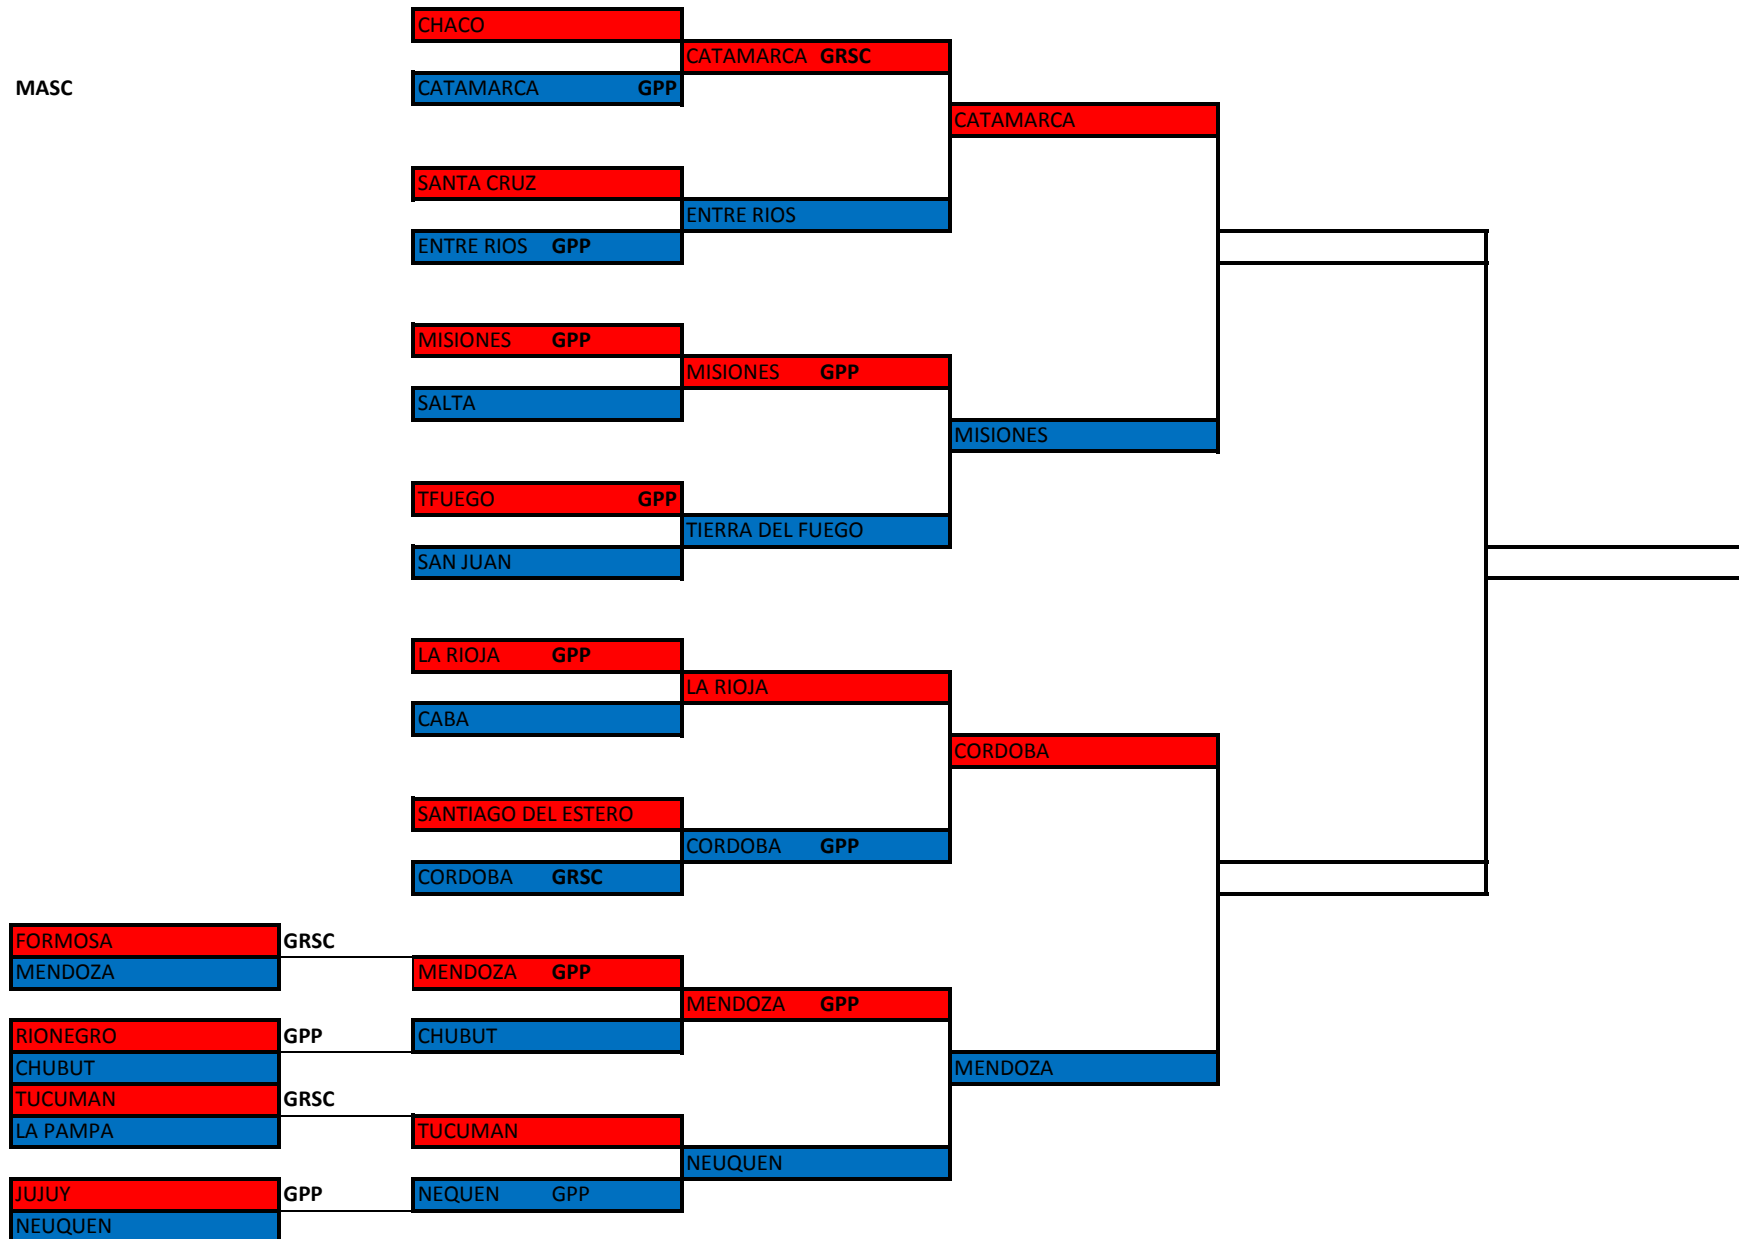 CHACO
CATAMARCA GRSC
MASC
CATAMARCA GPP
CATAMARCA
SANTA CRUZ
ENTRE RIOS
ENTRE RIOS GPP
MISIONES GPP
MISIONES GPP
SALTA
MISIONES
TFUEGO GPP
TIERRA DEL FUEGO
SAN JUAN
LA RIOJA GPP
LA RIOJA
CABA
CORDOBA
SANTIAGO DEL ESTERO
CORDOBA GPP
CORDOBA GRSC
FORMOSA GRSC
MENDOZA
MENDOZA GPP
MENDOZA GPP
RIONEGRO GPP
CHUBUT
CHUBUT
MENDOZA
TUCUMAN GRSC
LA PAMPA
TUCUMAN
NEUQUEN
JUJUY GPP
NEQUEN GPP
NEUQUEN